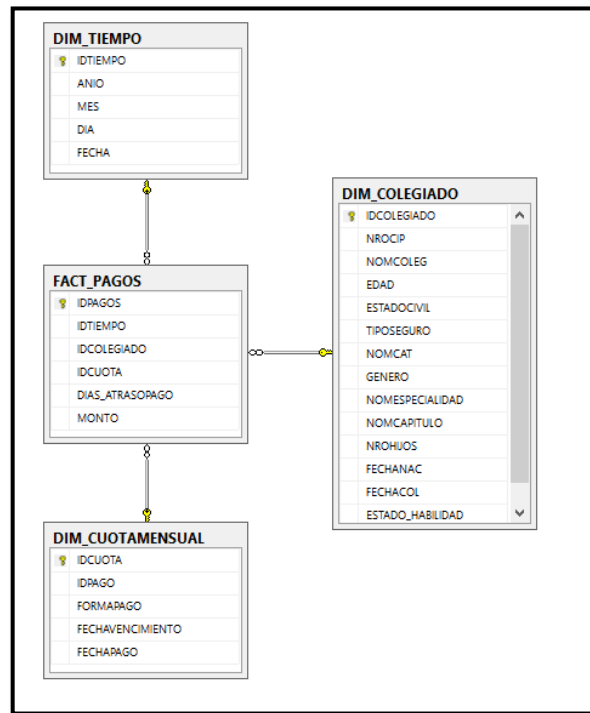 DIM_TIEMPO
IDTIEMPO
ANIO
MES
DIA
FECHA
DIM_COLEGIADO
IDCOLEGIADO
NROCIP
NOMCOLEG
EDAD
ESTADOCIVIL
TIPOSEGURO
NOMCAT
GENERO
NOMESPECIALIDAD
NOMCAPITULO
NROHIJOS
FECHANAC
FECHACOL
ESTADO_HABILIDAD
FACT_PAGOS
IDPAGOS
IDTIEMPO
IDCOLEGIADO
IDCUOTA
DIAS_ATRASOPAGO
MONTO
DIM_CUOTAMENSUAL
IDCUOTA
IDPAGO
FORMAPAGO
FECHAVENCIMIENTO
FECHAPAGO